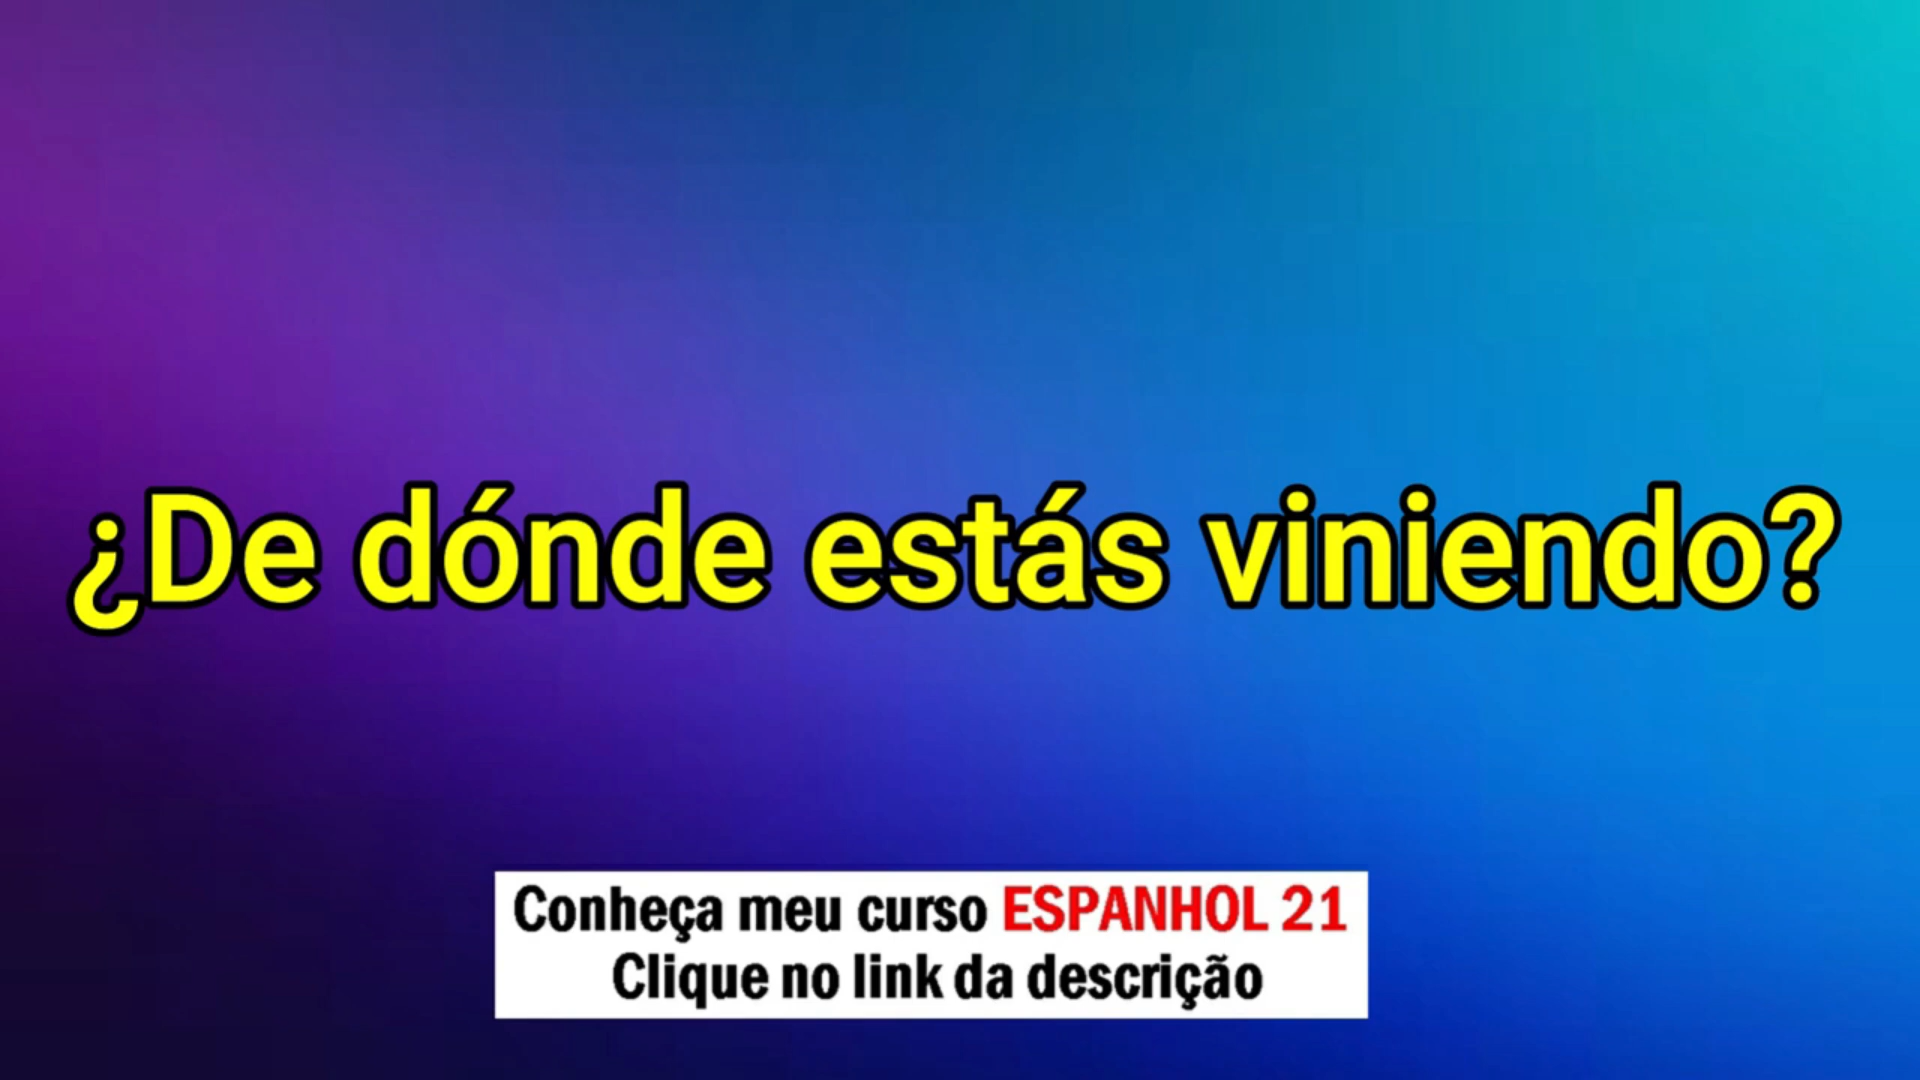 ¿De dónde estás viniendo?
Conheça meu curso ESPANHOL 21
Clique no link da descrição